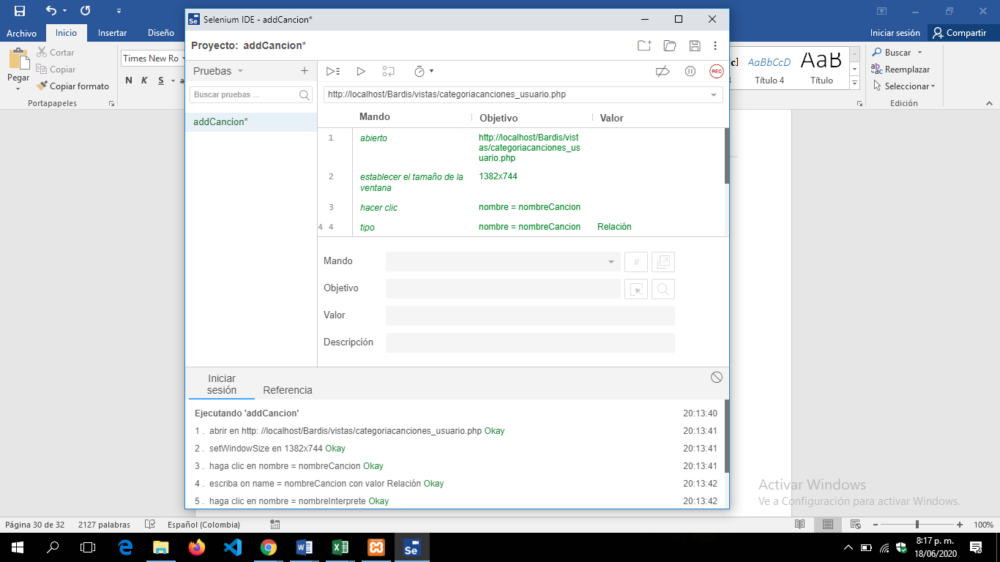 Selenium IDE - addCancion*
Archivo Inicio Insertar Diseño
Iniciar sesión Compartir
Proyecto: addCancion*
Pegar
Cortar
Copiar
Copiar formato
Portapapeles
Times New Ro
N K S
AaBbCcD AaB
Título 4 Título
Buscar
Reemplazar
Seleccionar
Edición
Pruebas +
Buscar pruebas ...
addCancion*
REC
http://localhost/Bardis/vistas/categoriacanciones_usuario.php
Mando Objetivo Valor
1 abierto http://localhost/Bardis/vist
as/categoriacanciones_us
uario.php
2 establecer el tamaño de la 1382x744
ventana
3 hacer clic nombre = nombreCancion
4 4 tipo nombre = nombreCancion Relación
Mando //
Objetivo
Valor
Descripción
Iniciar
sesión Referencia
Ejecutando 'addCancion' 20:13:40
1 . abrir en http: //localhost/Bardis/vistas/categoriacanciones_usuario.php Okay 20:13:41
2 . setWindowSize en 1382x744 Okay 20:13:41
3 . haga clic en nombre = nombreCancion Okay 20:13:41
4 . escriba on name = nombreCancion con valor Relación Okay 20:13:42
5 . haga clic en nombre = nombreInterprete Okay 20:13:42
Activar Windows
Ve a Configuración para activar Windows.
Página 30 de 32 2127 palabras Español (Colombia) 100%
Se
8:17 p. m.
18/06/2020